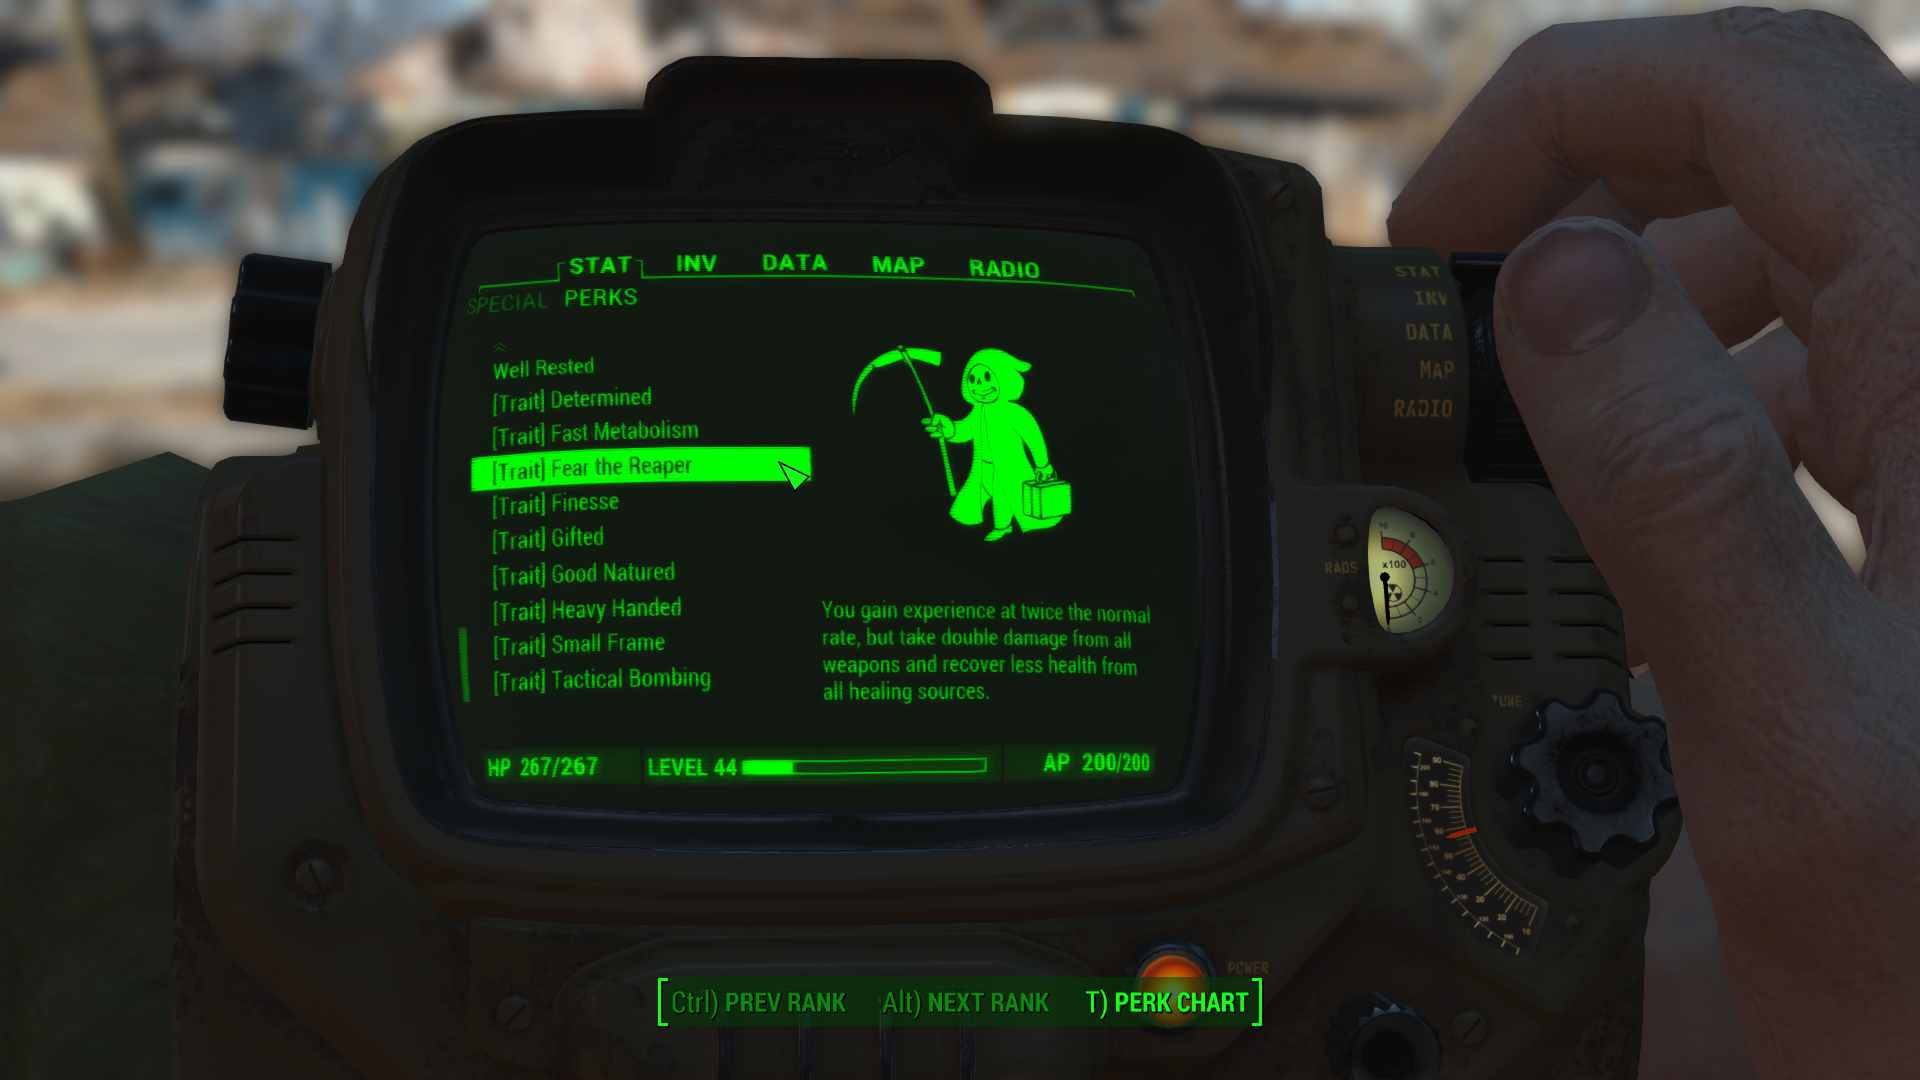 Pip-Boy
STAT INV DATA MAP RADIO
SPECIAL PERKS
Well Rested
[Trait] Determined
[Trait] Fast Metabolism
[Trait] Fear the Reaper
[Trait] Finesse
[Trait] Gifted
[Trait] Good Natured
[Trait] Heavy Handed
[Trait] Small Frame
[Trait] Tactical Bombing
You gain experience at twice the normal
rate, but take double damage from all
weapons and recover less health from
all healing sources.
HP 267/267 LEVEL 44 AP 200/200
STAT
INV
DATA
MAP
RADIO
RADS
x100
TUNE
POWER
[Ctrl) PREV RANK Alt) NEXT RANK T) PERK CHART]